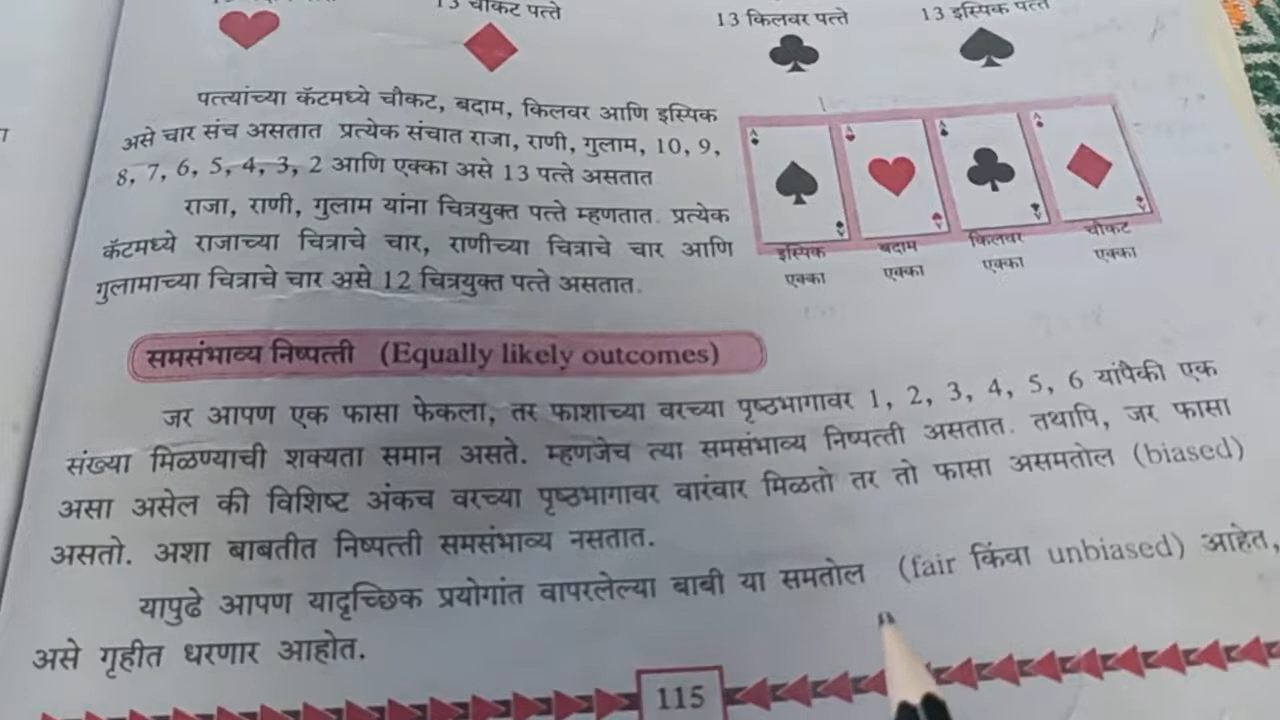 13 चौकट पत्ते
13 किलवर पत्ते
13 इस्पिक पत्ते
पत्त्यांच्या कॅटमध्ये चौकट, बदाम, किलवर आणि इस्पिक
असे चार संच असतात प्रत्येक संचात राजा, राणी, गुलाम, 10, 9,
8, 7, 6, 5, 4, 3, 2 आणि एक्का असे 13 पत्ते असतात
राजा, राणी, गुलाम यांना चित्रयुक्त पत्ते म्हणतात. प्रत्येक
कॅटमध्ये राजाच्या चित्राचे चार, राणीच्या चित्राचे चार आणि
गुलामाच्या चित्राचे चार असे 12 चित्रयुक्त पत्ते असतात.
A A A A
इस्पिक एक्का
बदाम एक्का
किलवर एक्का
चौकट एक्का
समसंभाव्य निष्पत्ती (Equally likely outcomes)
जर आपण एक फासा फेकला, तर फाशाच्या वरच्या पृष्ठभागावर 1, 2, 3, 4, 5, 6 यांपैकी एक
संख्या मिळण्याची शक्यता समान असते. म्हणजेच त्या समसंभाव्य निष्पत्ती असतात. तथापि, जर फासा
असा असेल की विशिष्ट अंकच वरच्या पृष्ठभागावर वारंवार मिळतो तर तो फासा असमतोल (biased)
असतो. अशा बाबतीत निष्पत्ती समसंभाव्य नसतात.
यापुढे आपण यादृच्छिक प्रयोगांत वापरलेल्या बाबी या समतोल (fair किंवा unbiased) आहेत,
असे गृहीत धरणार आहोत.
115